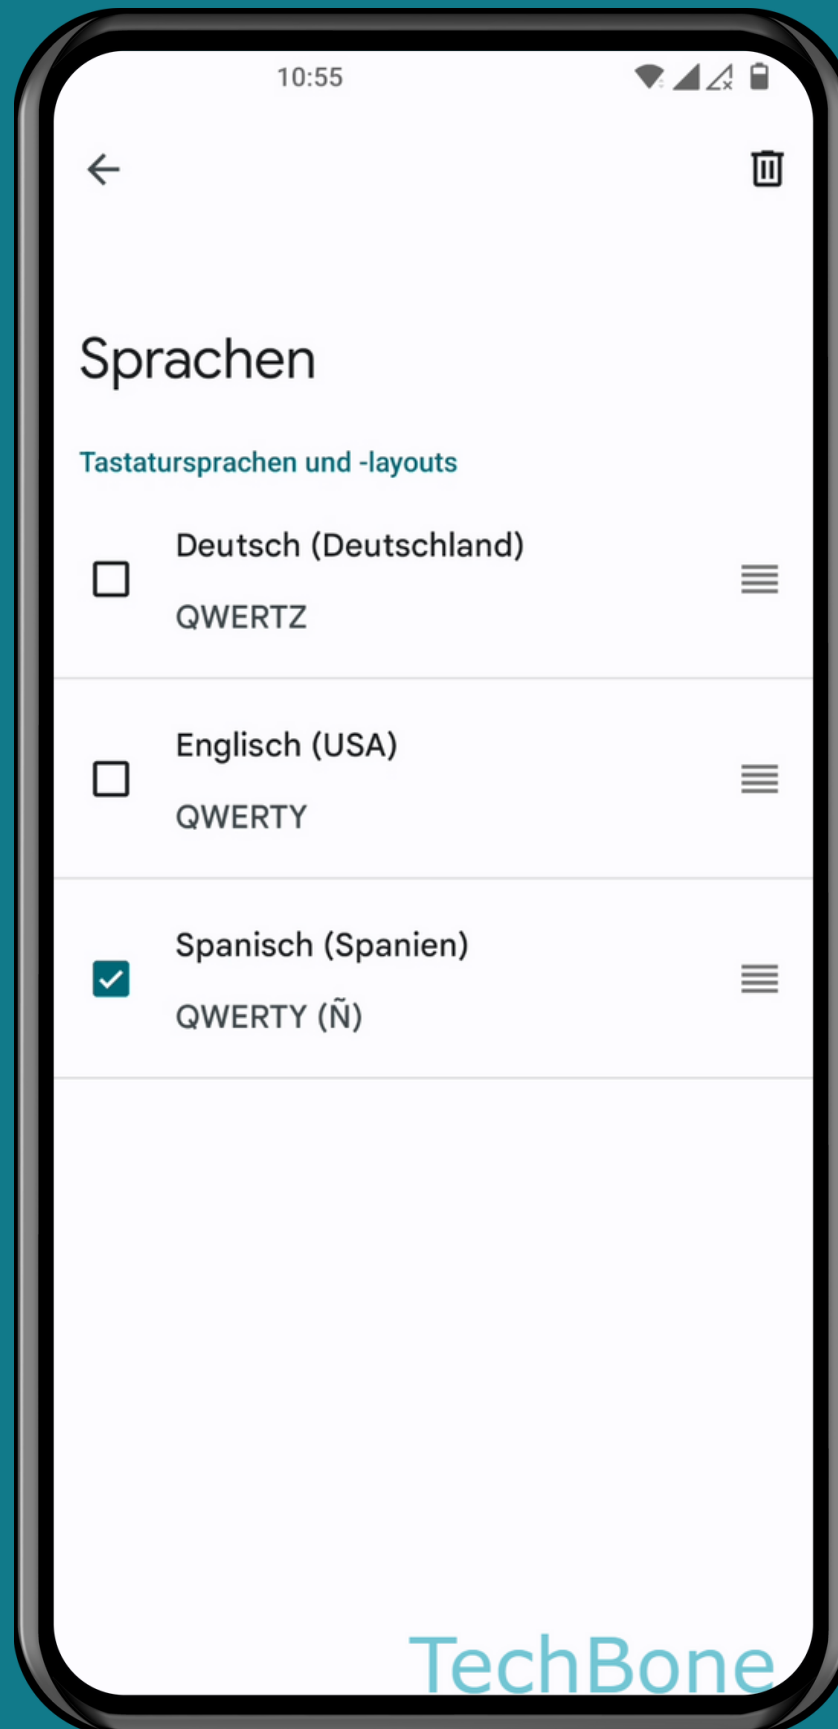 10:55
Sprachen
Tastatursprachen und -layouts
Deutsch (Deutschland)
QWERTZ
Englisch (USA)
QWERTY
Spanisch (Spanien)
QWERTY (Ñ)
TechBone